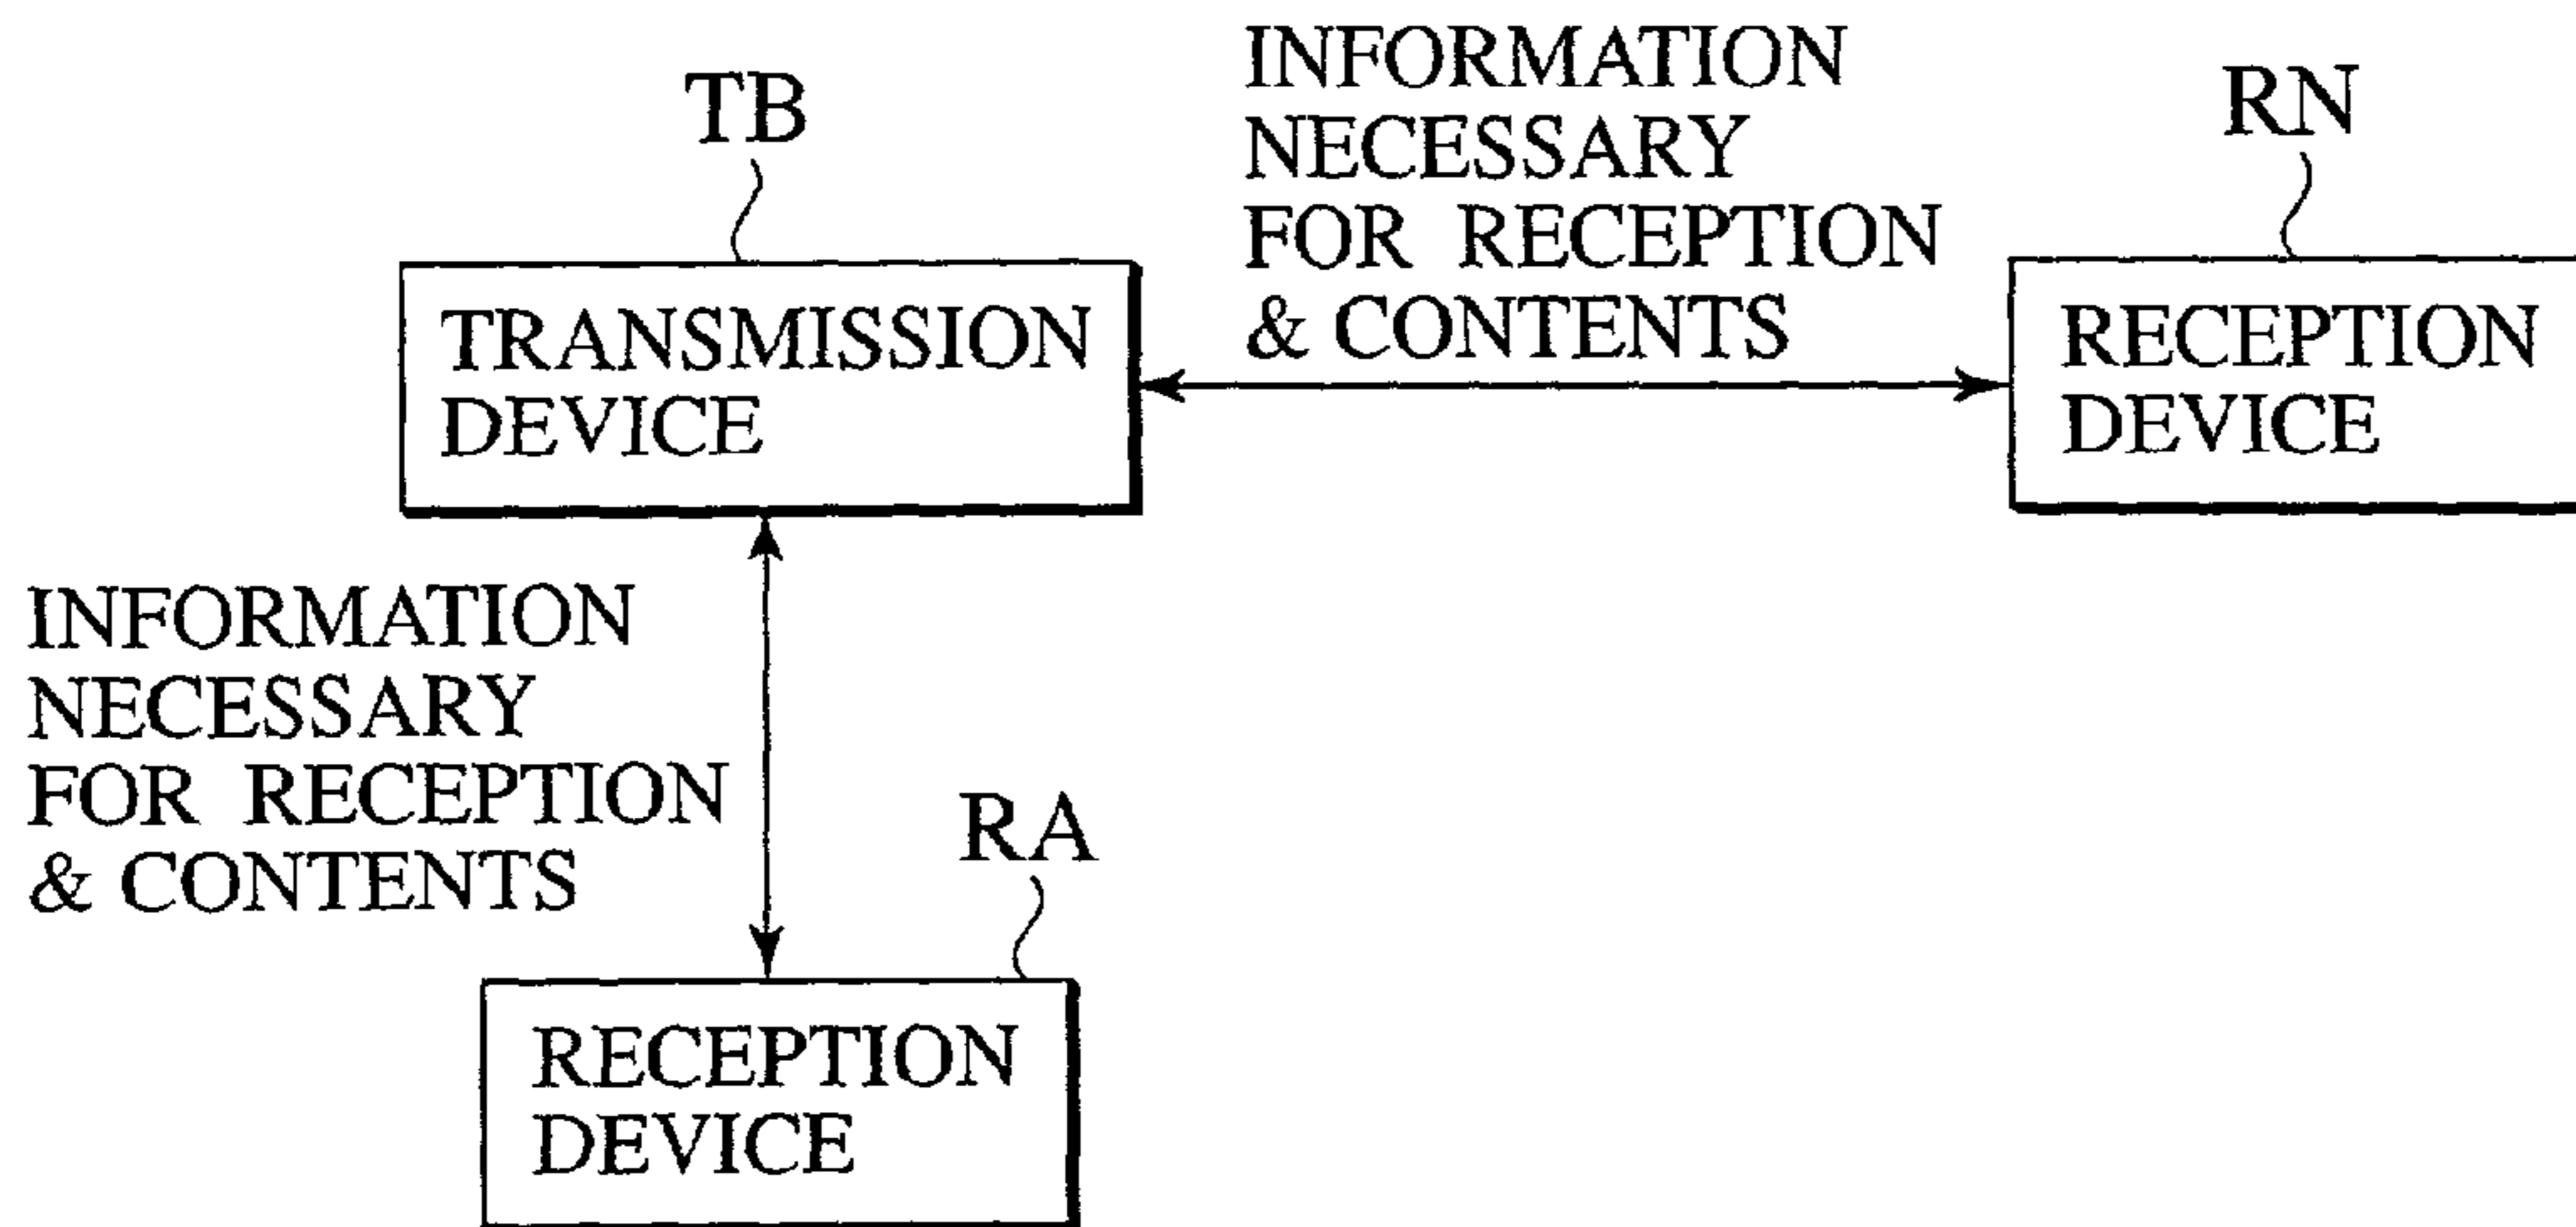 TB
TRANSMISSION
DEVICE
INFORMATION
NECESSARY
FOR RECEPTION
& CONTENTS
RN
RECEPTION
DEVICE
INFORMATION
NECESSARY
FOR RECEPTION
& CONTENTS
RA
RECEPTION
DEVICE